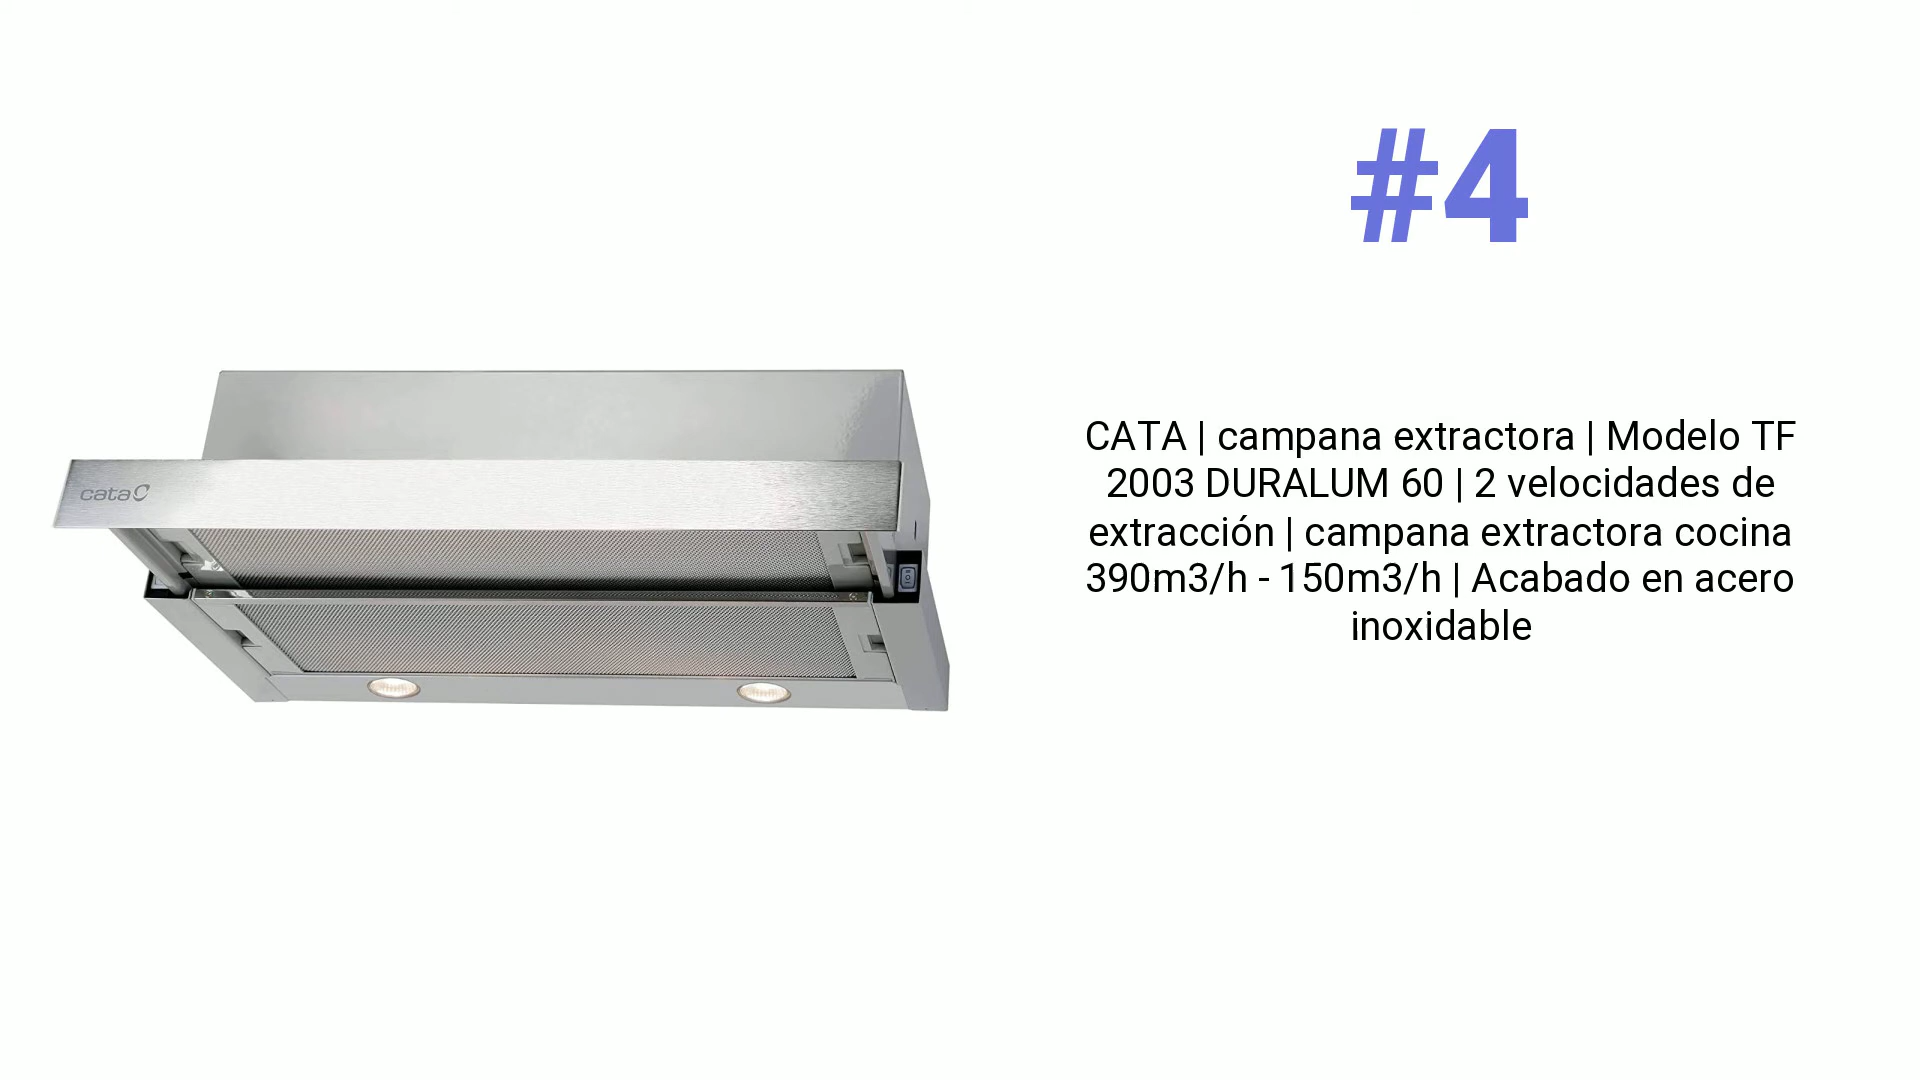 #4
cata
CATA | campana extractora | Modelo TF
2003 DURALUM 60 | 2 velocidades de
extracción | campana extractora cocina
390m3/h - 150m3/h | Acabado en acero
inoxidable